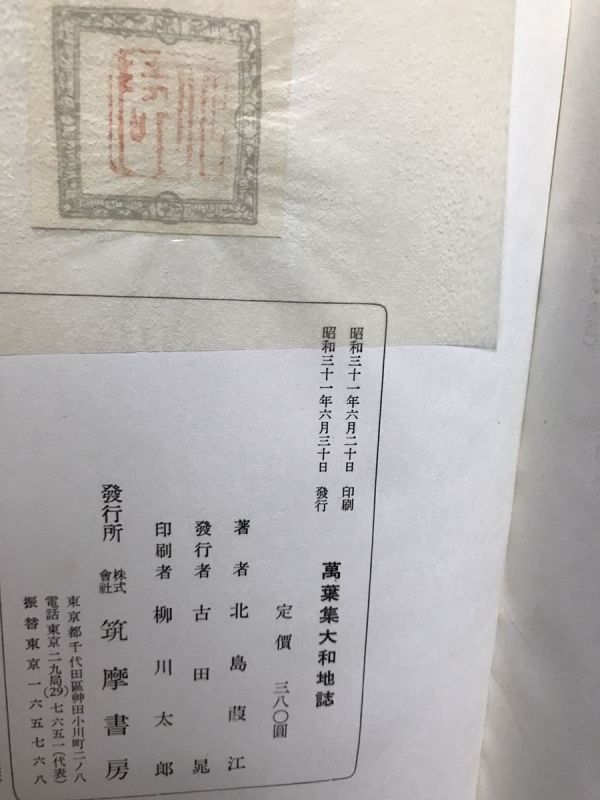 昭和三十一年六月二十日 印刷
昭和三十一年六月三十日 發行
萬葉集大和地誌
定價 三八〇圓
著者 北島葭江
發行者 古田晁
印刷者 柳川太郎
發行所 株式會社 筑摩書房
東京都千代田區神田小川町二ノ八
電話東京二九局(29)七六五一(代表)
振替東京一六五七六八